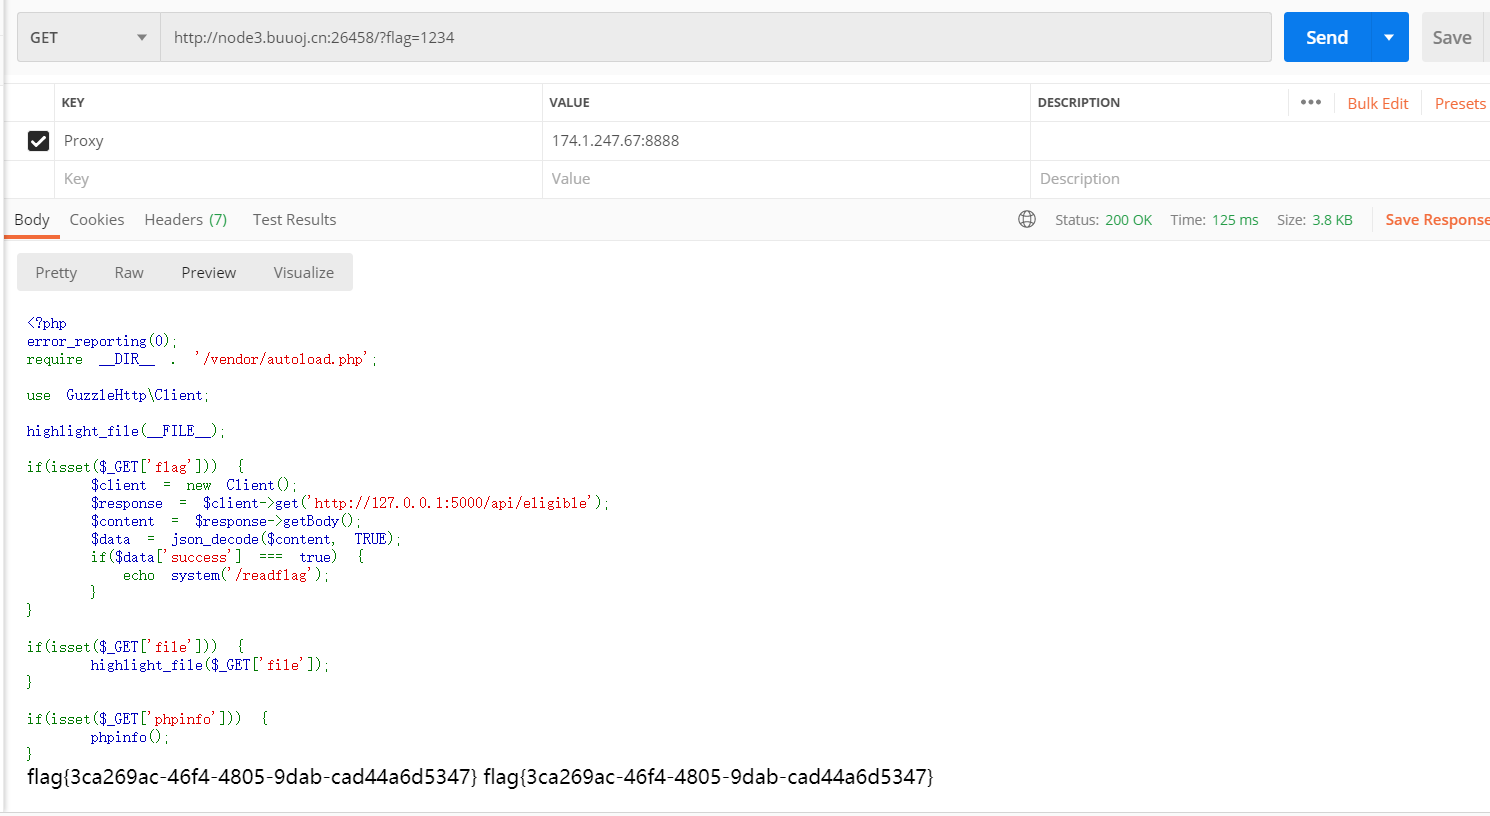 GET http://node3.buuoj.cn:26458/?flag=1234 Send Save
KEY VALUE DESCRIPTION ••• Bulk Edit Presets
Proxy 174.1.247.67:8888
Key Value Description
Body Cookies Headers (7) Test Results Status: 200 OK Time: 125 ms Size: 3.8 KB Save Response
Pretty Raw Preview Visualize
<?php
error_reporting(0);
require __DIR__ . '/vendor/autoload.php';
use GuzzleHttp\Client;
highlight_file(__FILE__);
if(isset($_GET['flag'])) {
$client = new Client();
$response = $client->get('http://127.0.0.1:5000/api/eligible');
$content = $response->getBody();
$data = json_decode($content, TRUE);
if($data['success'] === true) {
echo system('/readflag');
}
}
if(isset($_GET['file'])) {
highlight_file($_GET['file']);
}
if(isset($_GET['phpinfo'])) {
phpinfo();
}
flag{3ca269ac-46f4-4805-9dab-cad44a6d5347} flag{3ca269ac-46f4-4805-9dab-cad44a6d5347}